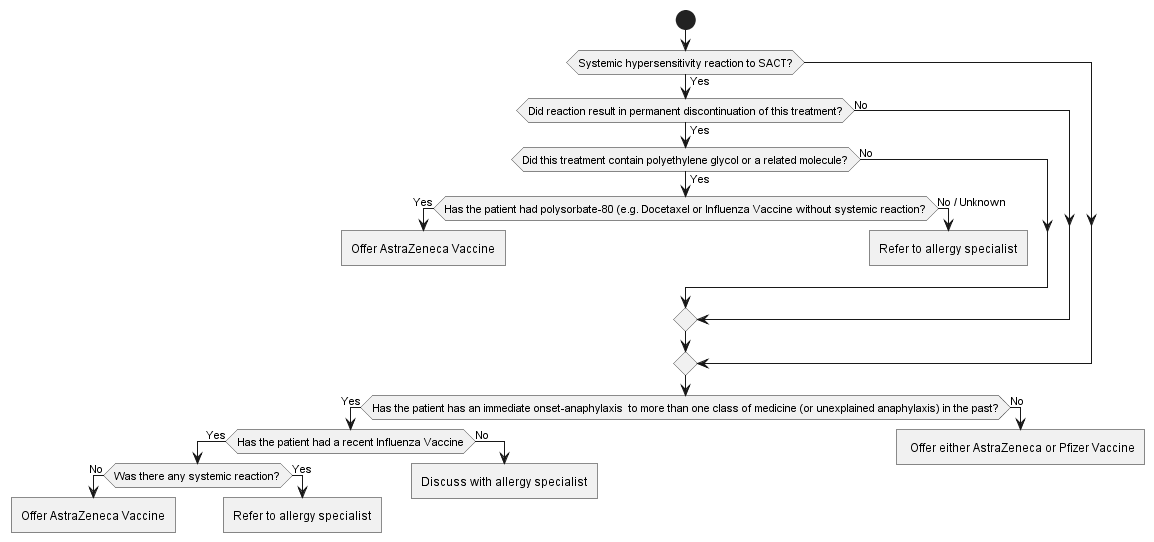 Systemic hypersensitivity reaction to SACT?
Yes
Did reaction result in permanent discontinuation of this treatment?
No
Yes
Did this treatment contain polyethylene glycol or a related molecule?
No
Yes
Yes
Has the patient had polysorbate-80 (e.g. Docetaxel or Influenza Vaccine without systemic reaction?
No / Unknown
Offer AstraZeneca Vaccine
Refer to allergy specialist
Yes
Has the patient has an immediate onset-anaphylaxis to more than one class of medicine (or unexplained anaphylaxis) in the past?
No
Yes
Has the patient had a recent Influenza Vaccine
No
Offer either AstraZeneca or Pfizer Vaccine
No
Was there any systemic reaction?
Yes
Discuss with allergy specialist
Offer AstraZeneca Vaccine
Refer to allergy specialist